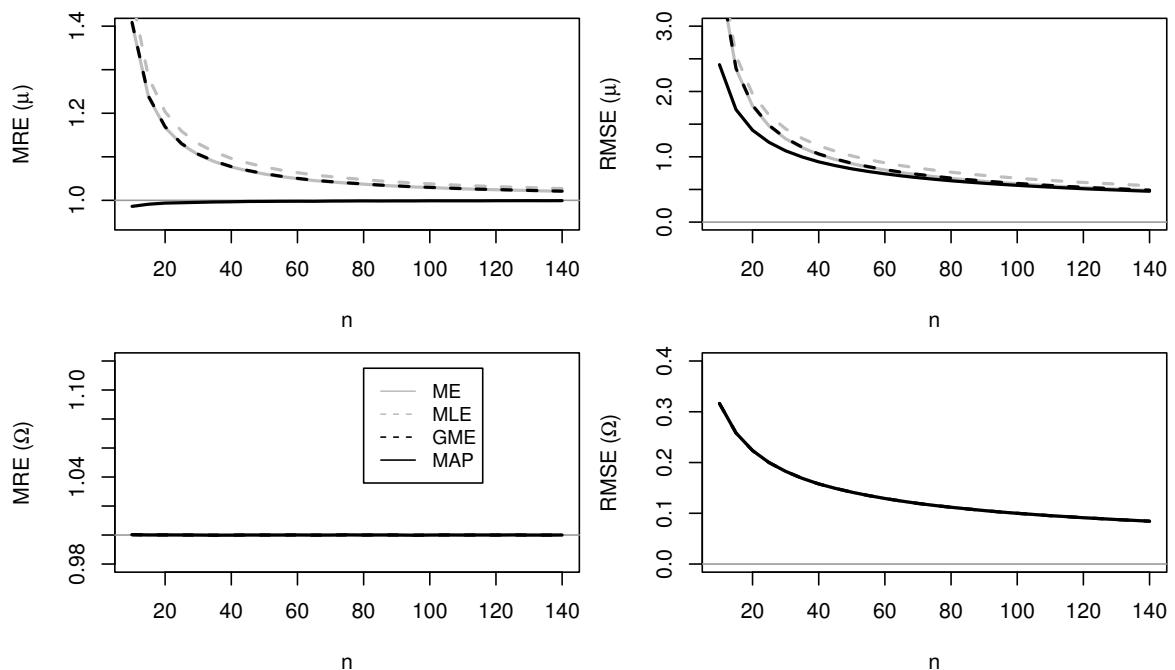 MRE (μ)
1.0 1.2 1.4
20 40 60 80 100 120 140
n
RMSE (μ)
0.0 1.0 2.0 3.0
20 40 60 80 100 120 140
n
MRE (Ω)
0.98 1.04 1.10
ME
MLE
GME
MAP
20 40 60 80 100 120 140
n
RMSE (Ω)
0.0 0.1 0.2 0.3 0.4
20 40 60 80 100 120 140
n